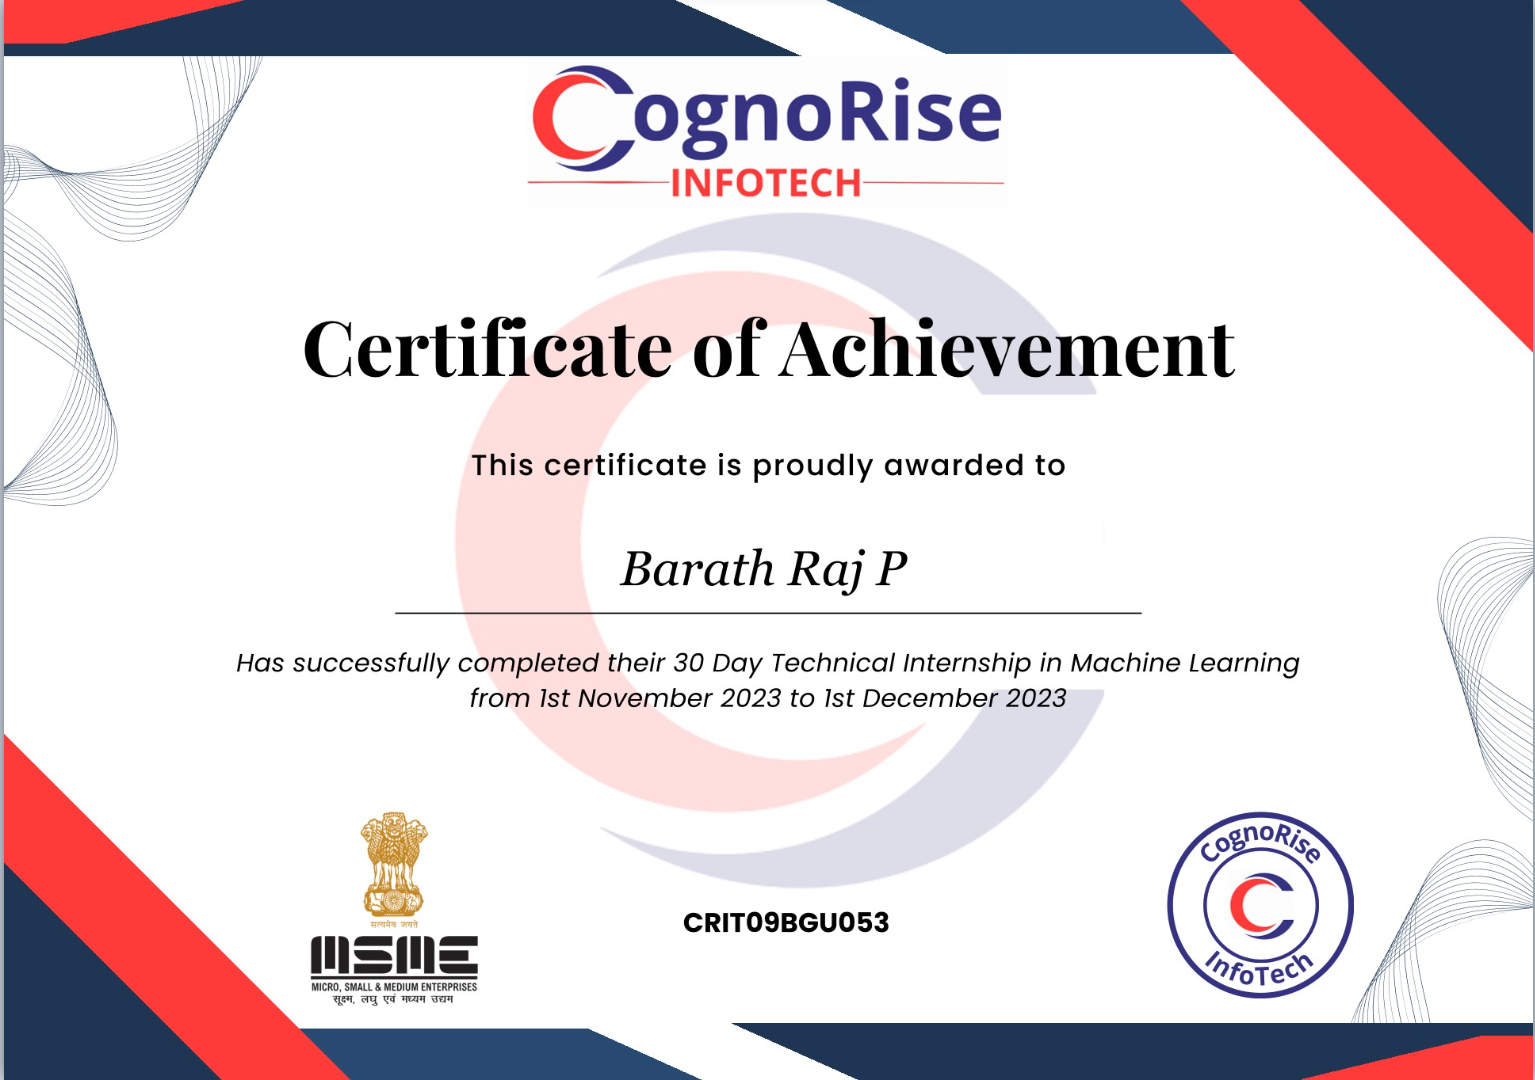 CognoRise
INFOTECH
Certificate of Achievement
This certificate is proudly awarded to
Barath Raj P
Has successfully completed their 30 Day Technical Internship in Machine Learning
from 1st November 2023 to 1st December 2023
सत्यमेव जयते
MSME
MICRO, SMALL & MEDIUM ENTERPRISES
सूक्ष्म, लघु एवं मध्यम उद्यम
CRIT09BGU053
CognoRise
InfoTech